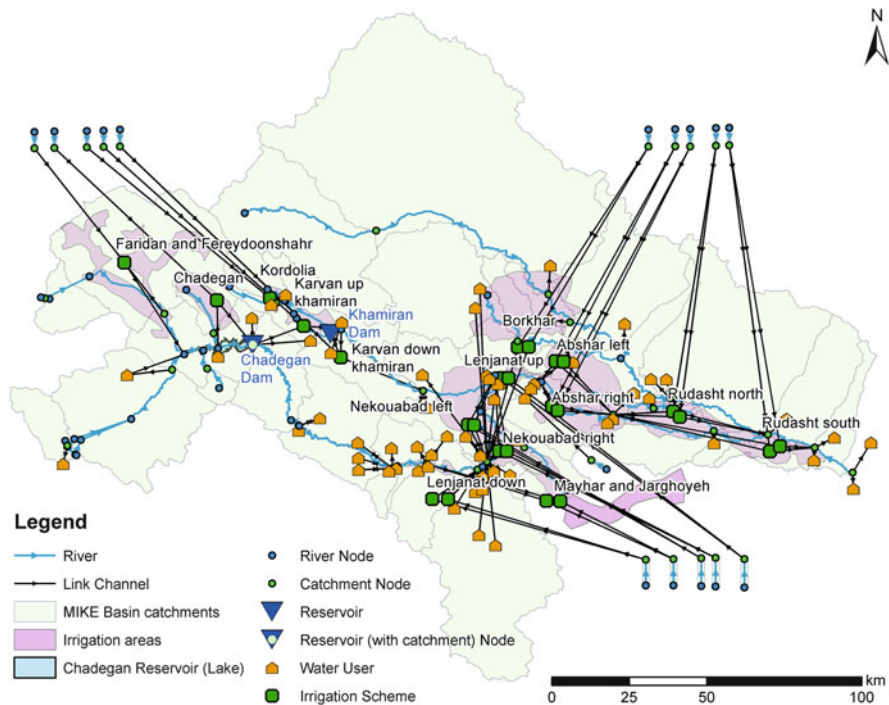 N
Faridan and Fereydoonshahr
Chadegan
Kordolia
Karvan up
khamiran
Khamiran
Dam
Chadegan
Dam
Karvan down
khamiran
Borkhar
Abshar left
Lenjanat up
Nekouabad left
Abshar right
Rudasht north
Rudasht south
Nekouabad right
Lenjanat down
Mayhar and Jarghoyeh
Legend
River
Link Channel
MIKE Basin catchments
Irrigation areas
Chadegan Reservoir (Lake)
River Node
Catchment Node
Reservoir
Reservoir (with catchment) Node
Water User
Irrigation Scheme
km
0 25 50 100